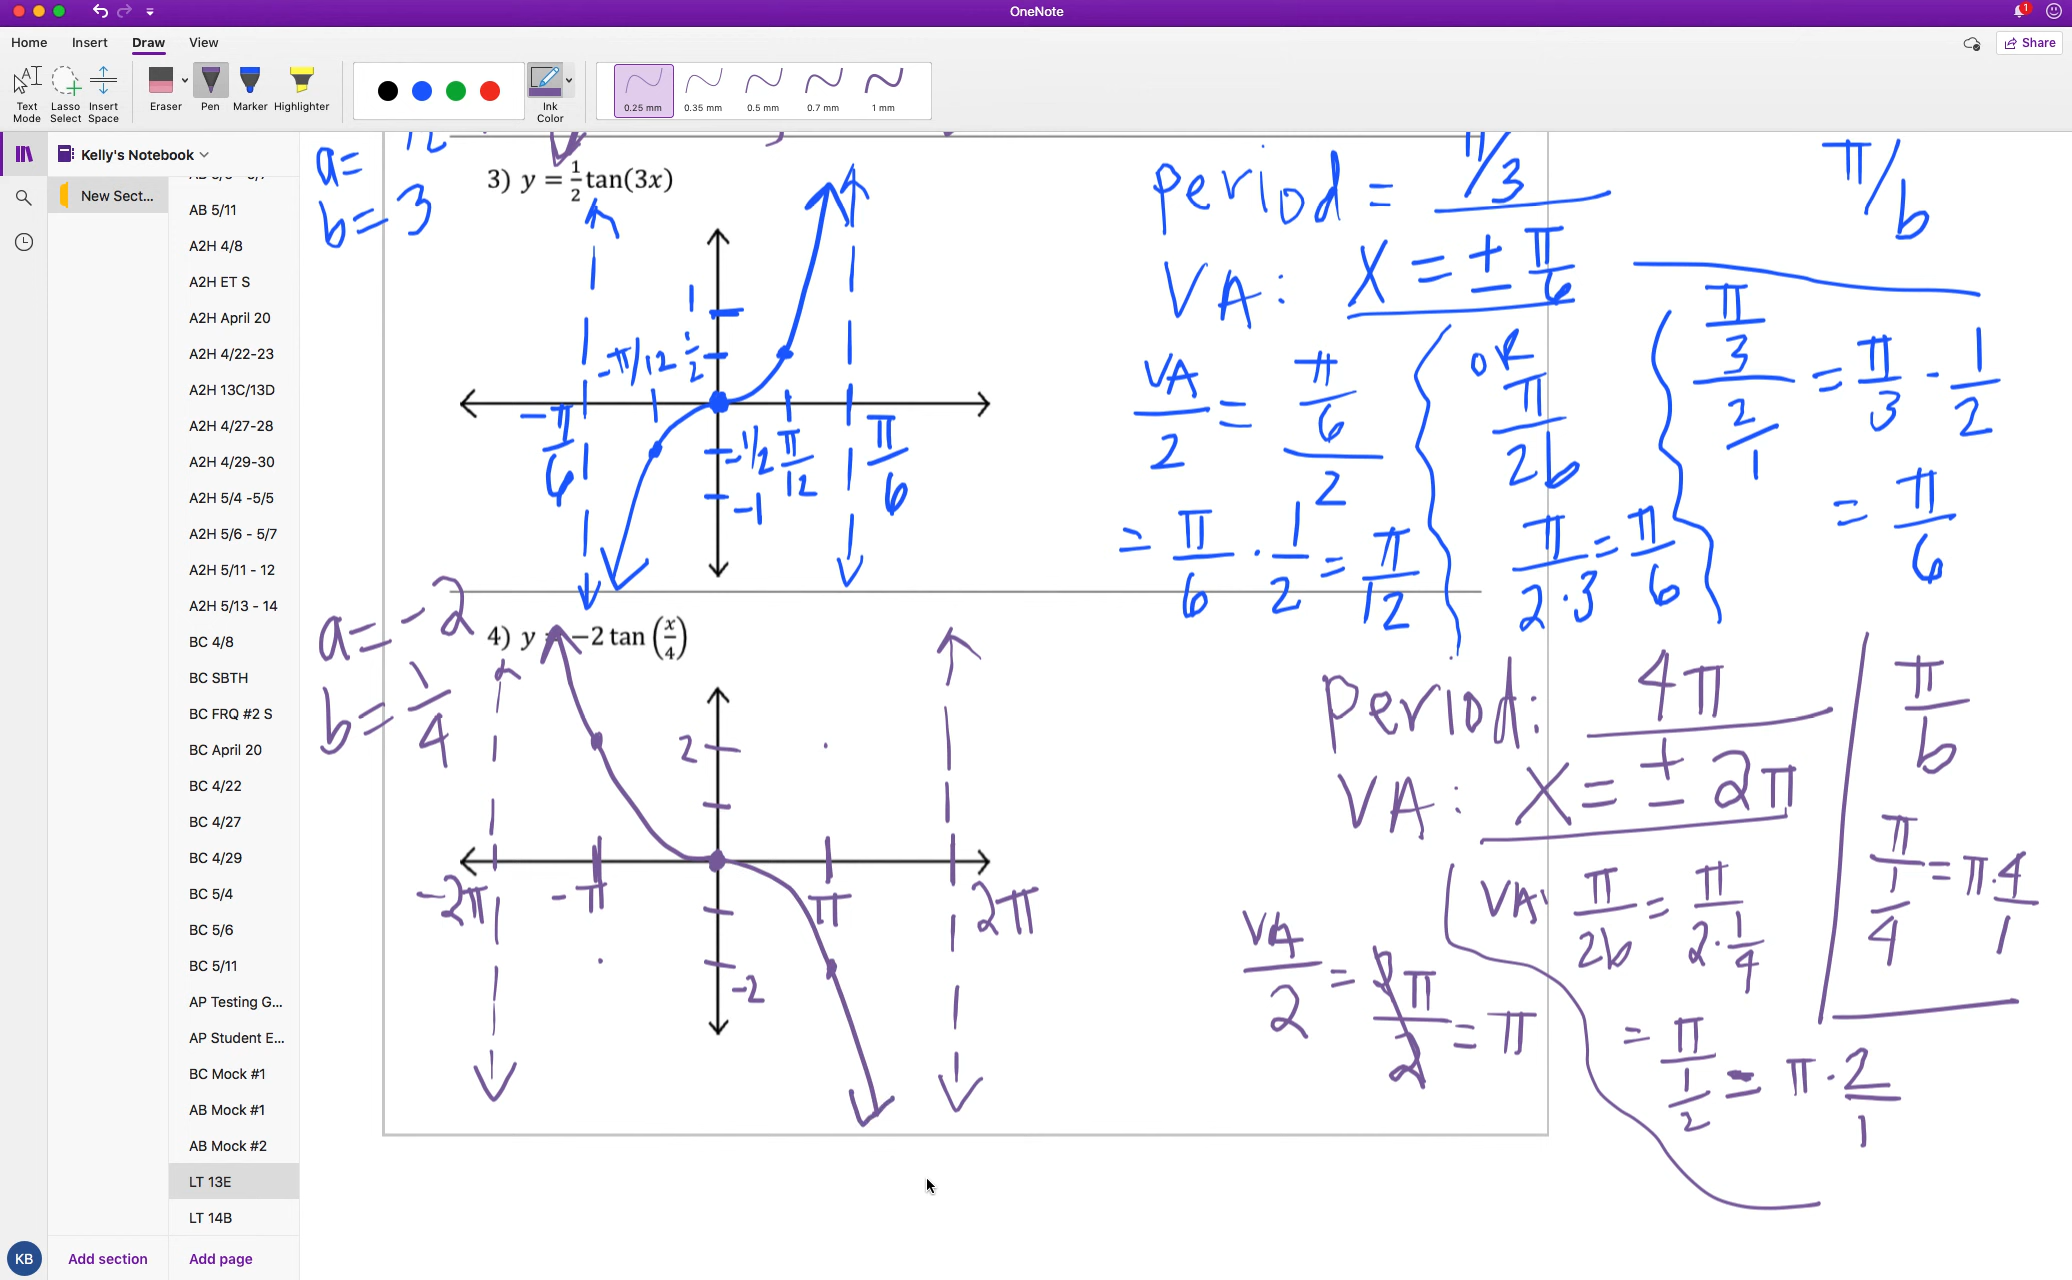 OneNote
1
Home Insert Draw View
Share
Text Mode
Lasso Select
Insert Space
Eraser
Pen
Marker
Highlighter
Ink Color
0.25 mm
0.35 mm
0.5 mm
0.7 mm
1 mm
Kelly's Notebook
New Sect...
AB 5/11
A2H 4/8
A2H ET S
A2H April 20
A2H 4/22-23
A2H 13C/13D
A2H 4/27-28
A2H 4/29-30
A2H 5/4 -5/5
A2H 5/6 - 5/7
A2H 5/11 - 12
A2H 5/13 - 14
BC 4/8
BC SBTH
BC FRQ #2 S
BC April 20
BC 4/22
BC 4/27
BC 4/29
BC 5/4
BC 5/6
BC 5/11
AP Testing G...
AP Student E...
BC Mock #1
AB Mock #1
AB Mock #2
LT 13E
LT 14B
KB
Add section
Add page
a=
b=3
3) y = 1/2 tan(3x)
1
1/2
-π/12
-π/6
-1/2
π/12
π/6
-1
Period = π/3
π/b
VA: X = ± π/6
VA/2 = π/6/2
= π/6 · 1/2 = π/12
OR
π/2b
π/2·3 = π/6
π/3/2/1 = π/3 · 1/2
= π/6
a=-2
b=1/4
4) y = −2 tan (x/4)
2
-2π
-π
π
2π
-2
Period: 4π
π/b
VA: X = ± 2π
π/1/4 = π·4/1
VA: π/2b = π/2·1/4
= π/1/2 = π·2/1
VA/2 = 2π/2 = π